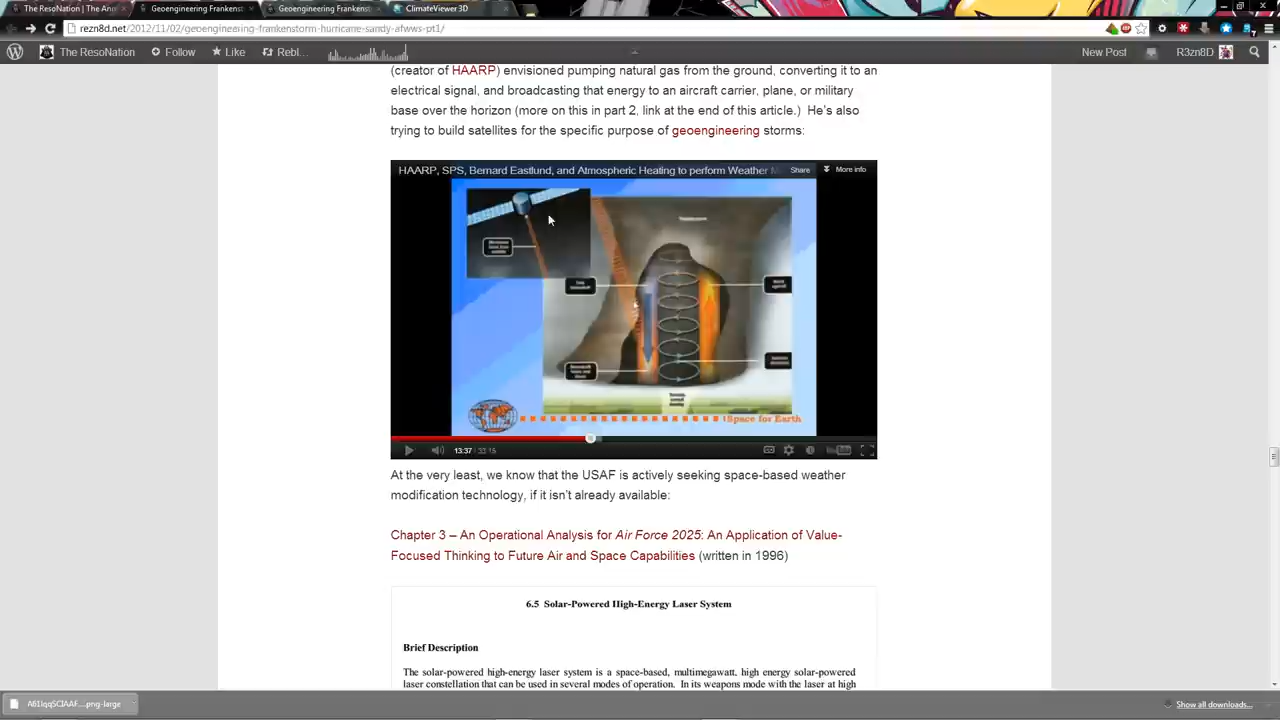 The ResoNation | The An
Geoengineering Frankens
Geoengineering Frankenst
ClimateViewer 3D
rezn8d.net/2012/11/02/geoengineering-frankenstorm-hurricane-sandy-afwws-pt1/
The ResoNation
Follow
Like
Rebl...
New Post
R3zn8D
(creator of HAARP) envisioned pumping natural gas from the ground, converting it to an
electrical signal, and broadcasting that energy to an aircraft carrier, plane, or military
base over the horizon (more on this in part 2, link at the end of this article.) He's also
trying to build satellites for the specific purpose of geoengineering storms:
HAARP, SPS, Bernard Eastlund, and Atmospheric Heating to perform Weather M
Share
More info
Space for Earth
13:37 / 32:15
At the very least, we know that the USAF is actively seeking space-based weather
modification technology, if it isn't already available:
Chapter 3 – An Operational Analysis for Air Force 2025: An Application of Value-
Focused Thinking to Future Air and Space Capabilities (written in 1996)
6.5 Solar-Powered High-Energy Laser System
Brief Description
The solar-powered high-energy laser system is a space-based, multimegawatt, high energy solar-powered
laser constellation that can be used in several modes of operation. In its weapons mode with the laser at high
.png-large
Show all downloads...